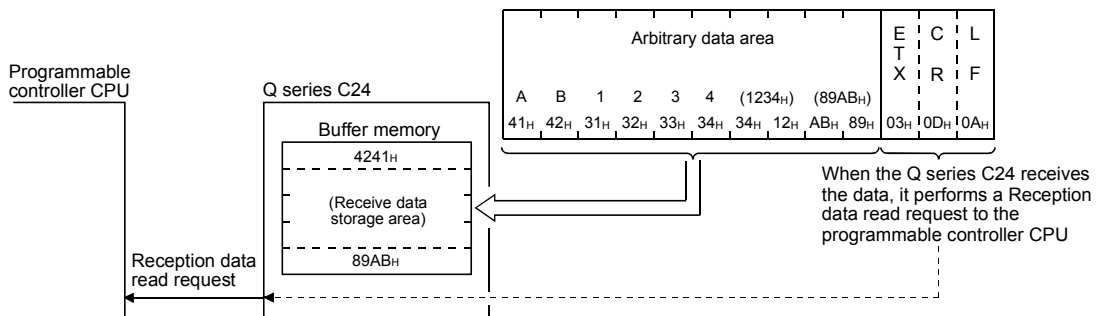 Programmable
controller CPU
Q series C24
Buffer memory
4241H
(Receive data
storage area)
89ABH
Reception data
read request
Arbitrary data area
A B 1 2 3 4 (1234H) (89ABH)
41H 42H 31H 32H 33H 34H 34H 12H ABH 89H
E C L
T
X R F
03H 0DH 0AH
When the Q series C24 receives
the data, it performs a Reception
data read request to the
programmable controller CPU